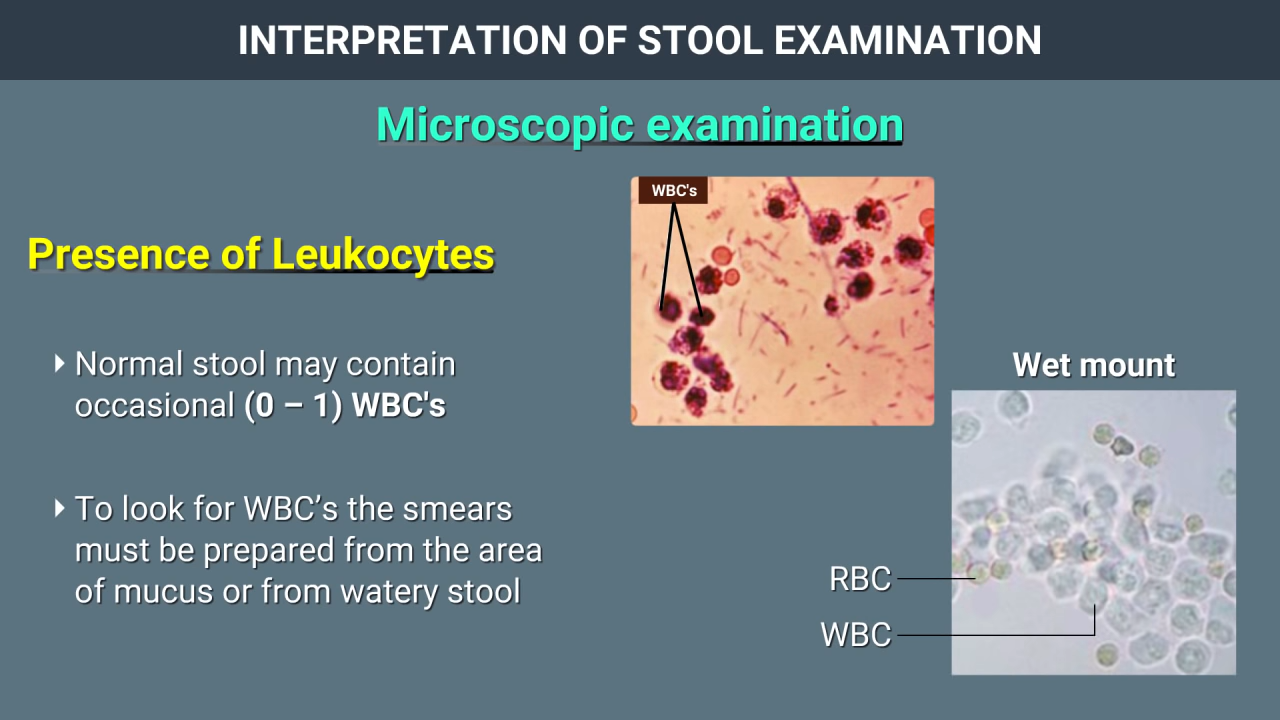 INTERPRETATION OF STOOL EXAMINATION
Microscopic examination
WBC's
Presence of Leukocytes
Normal stool may contain
occasional (0 – 1) WBC's
Wet mount
To look for WBC’s the smears
must be prepared from the area
of mucus or from watery stool
RBC
WBC